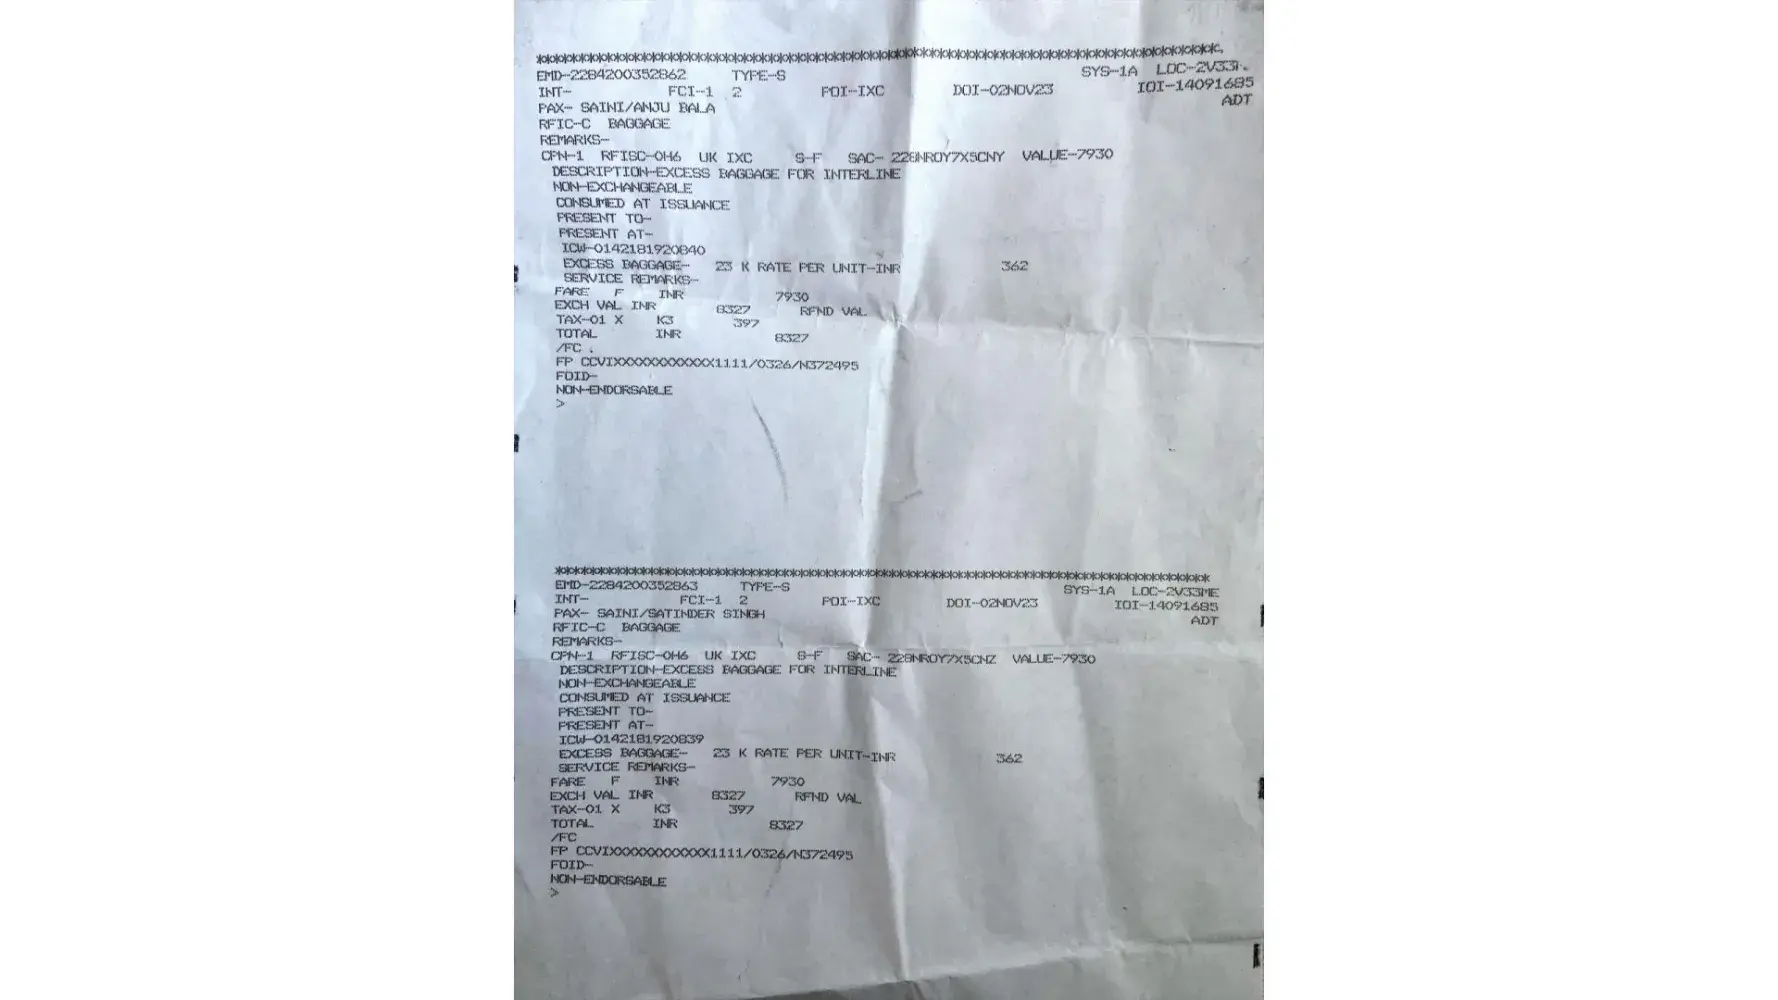 ************************************************************************************
EMD-2284200352862 TYPE-S SYS-1A LOC-2V33
INT- FCI-1 2 POI-IXC DOI-02NOV23 IOI-14091685
PAX- SAINI/ANJU BALA ADT
RFIC-C BAGGAGE
REMARKS-
CPN-1 RFISC-0H6 UK IXC S-F SAC- 228NROY7X5CNY VALUE-7930
DESCRIPTION-EXCESS BAGGAGE FOR INTERLINE
NON-EXCHANGEABLE
CONSUMED AT ISSUANCE
PRESENT TO-
PRESENT AT-
ICW-0142181920840
EXCESS BAGGAGE- 23 K RATE PER UNIT-INR 362
SERVICE REMARKS-
FARE F INR 7930
EXCH VAL INR 8327 RFND VAL
TAX-01 X K3 397
TOTAL INR 8327
/FC .
FP CCVIXXXXXXXXXXXX1111/0326/N372495
FOID-
NON-ENDORSABLE
>
************************************************************************************
EMD-2284200352863 TYPE-S SYS-1A LOC-2V33ME
INT- FCI-1 2 POI-IXC DOI-02NOV23 IOI-14091685
PAX- SAINI/SATINDER SINGH ADT
RFIC-C BAGGAGE
REMARKS-
CPN-1 RFISC-0H6 UK IXC S-F SAC- 228NROY7X5CNZ VALUE-7930
DESCRIPTION-EXCESS BAGGAGE FOR INTERLINE
NON-EXCHANGEABLE
CONSUMED AT ISSUANCE
PRESENT TO-
PRESENT AT-
ICW-0142181920839
EXCESS BAGGAGE- 23 K RATE PER UNIT-INR 362
SERVICE REMARKS-
FARE F INR 7930
EXCH VAL INR 8327 RFND VAL
TAX-01 X K3 397
TOTAL INR 8327
/FC
FP CCVIXXXXXXXXXXXX1111/0326/N372495
FOID-
NON-ENDORSABLE
>